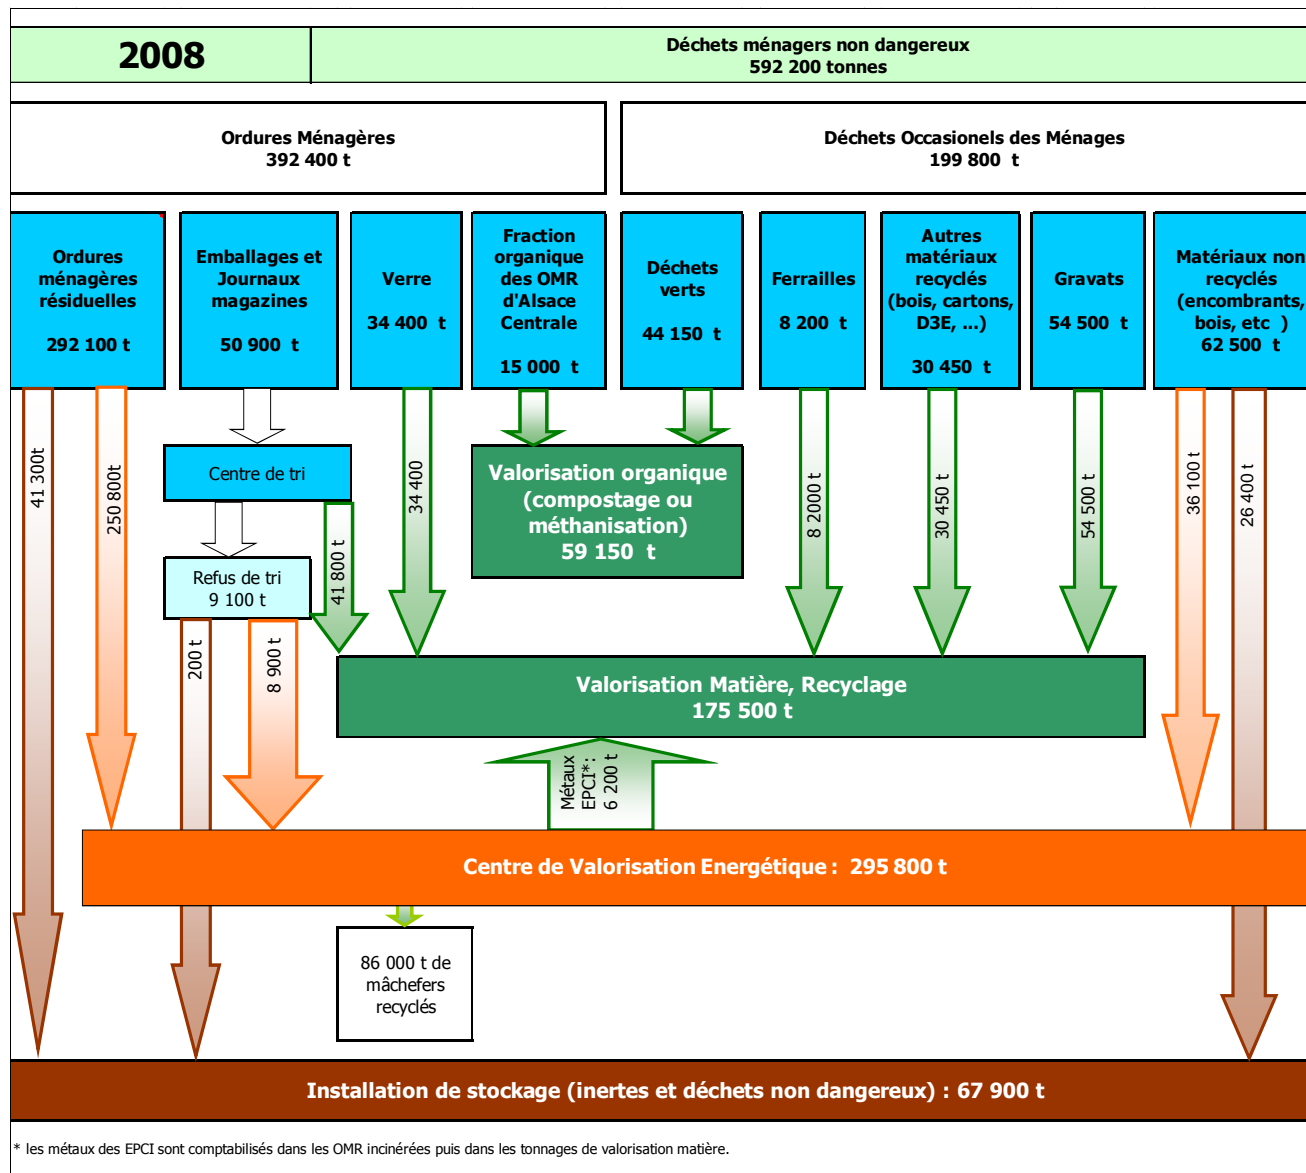 2008
Déchets ménagers non dangereux
592 200 tonnes
Ordures Ménagères
392 400 t
Déchets Occasionels des Ménages
199 800 t
Ordures
ménagères
résiduelles
292 100 t
Emballages et
Journaux
magazines
50 900 t
Verre
34 400 t
Fraction
organique
des OMR
d'Alsace
Centrale
15 000 t
Déchets
verts
44 150 t
Ferrailles
8 200 t
Autres
matériaux
recyclés
(bois, cartons,
D3E, ...)
30 450 t
Gravats
54 500 t
Matériaux non
recyclés
(encombrants,
bois, etc )
62 500 t
41 300t
250 800t
Centre de tri
Refus de tri
9 100 t
41 800 t
34 400
Valorisation organique
(compostage ou
méthanisation)
59 150 t
8 2000 t
30 450 t
54 500 t
36 100 t
26 400 t
200 t
8 900 t
Valorisation Matière, Recyclage
175 500 t
Métaux
EPCI*:
6 200 t
Centre de Valorisation Energétique : 295 800 t
86 000 t de
mâchefers
recyclés
Installation de stockage (inertes et déchets non dangereux) : 67 900 t
* les métaux des EPCI sont comptabilisés dans les OMR incinérées puis dans les tonnages de valorisation matière.